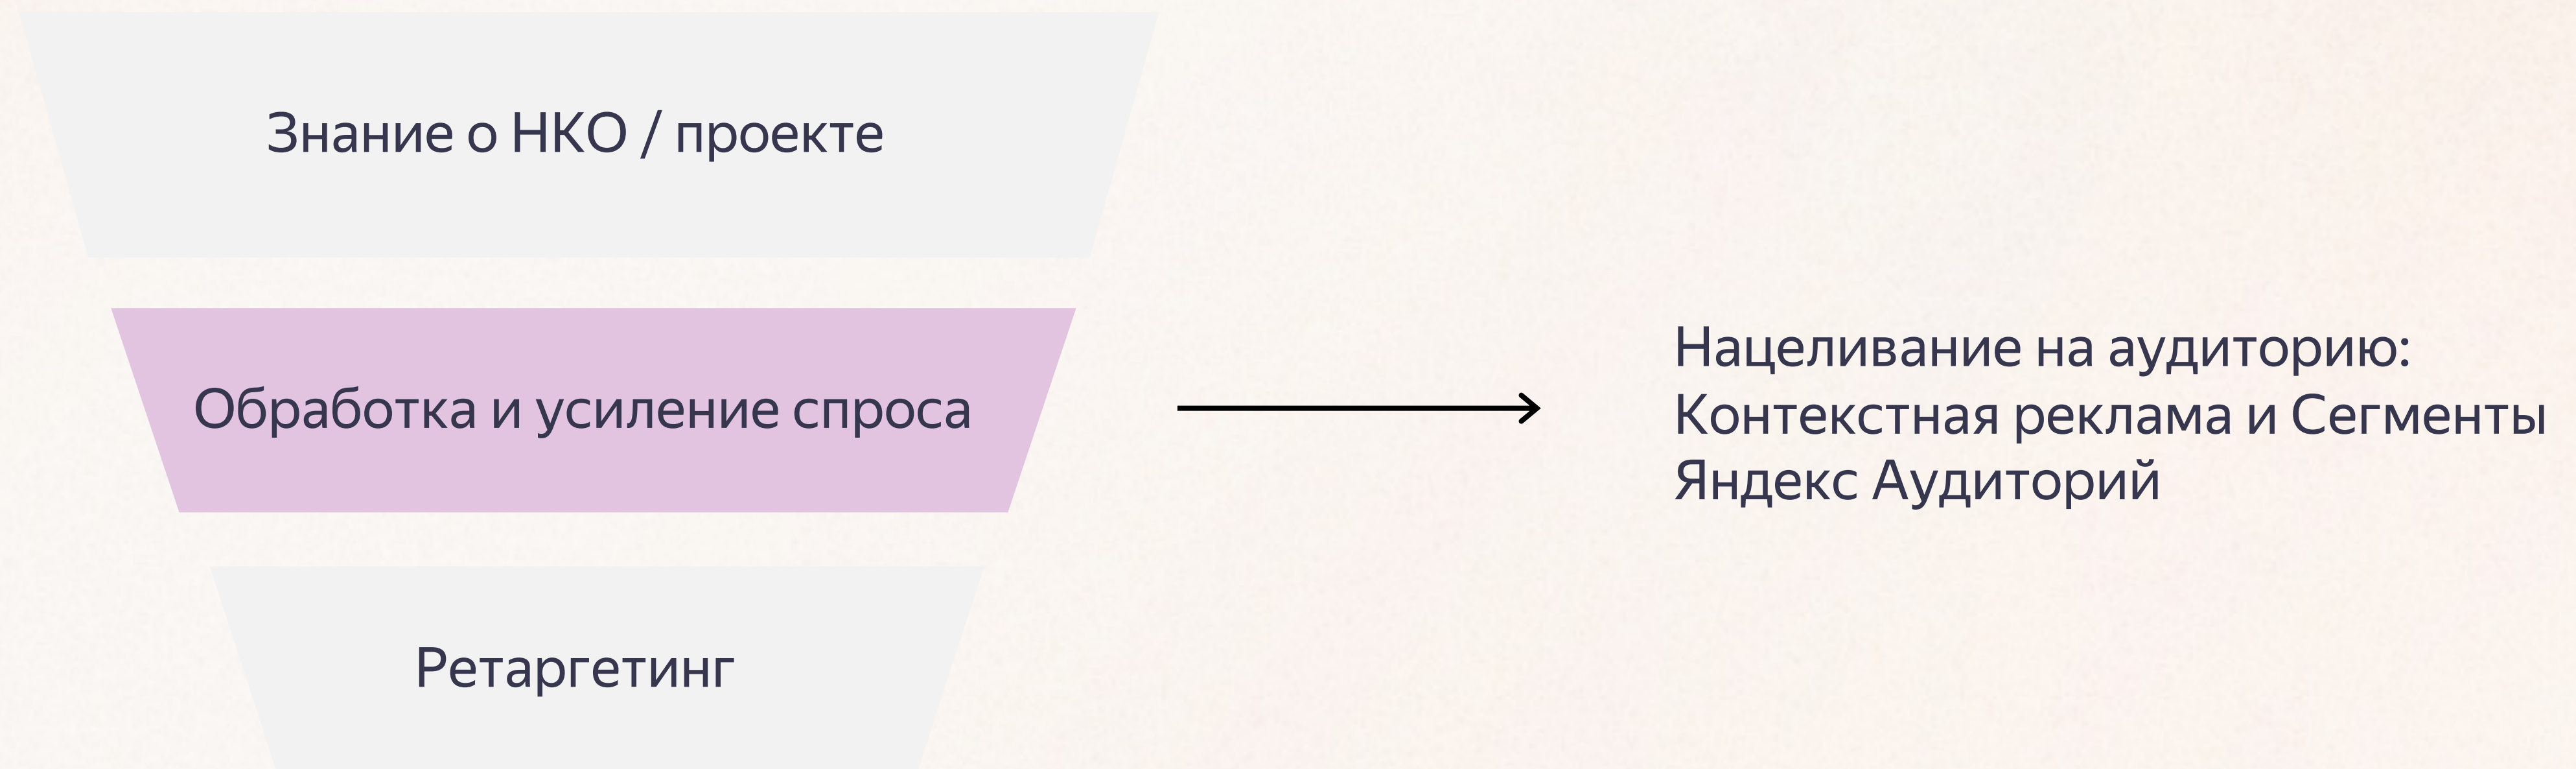 Знание о НКО / проекте
Обработка и усиление спроса
Нацеливание на аудиторию:
Контекстная реклама и Сегменты
Яндекс Аудиторий
Ретаргетинг